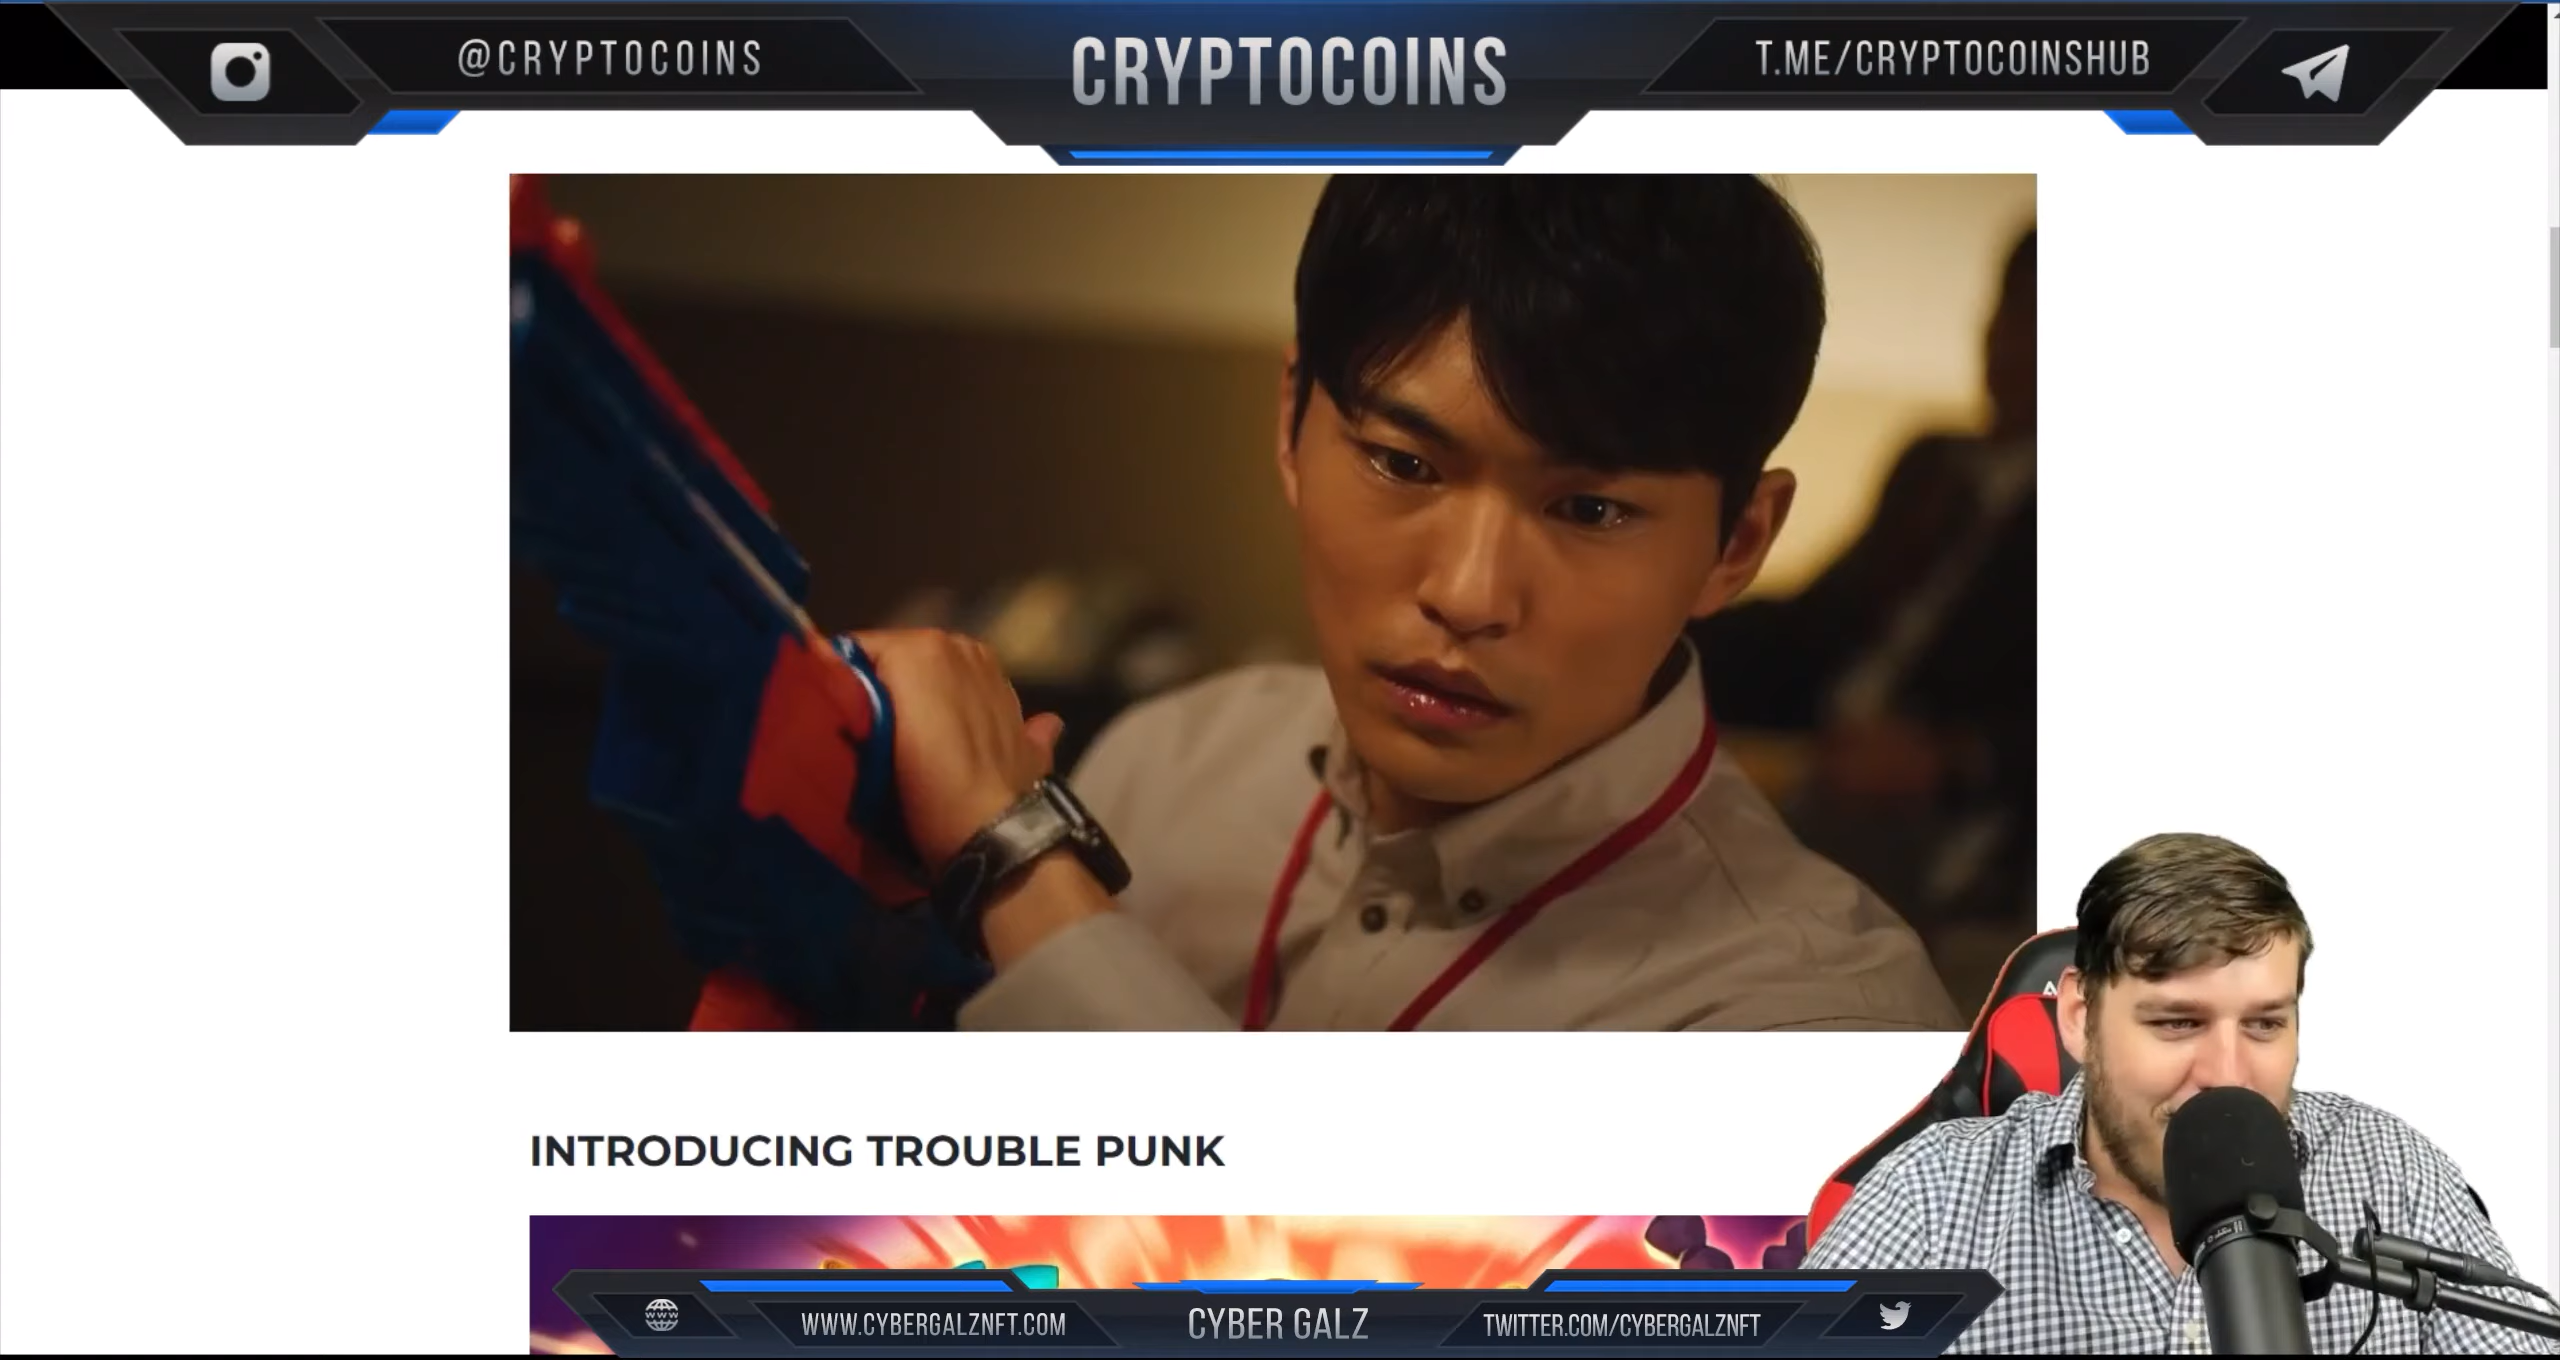 @CRYPTOCOINS
CRYPTOCOINS
T.ME/CRYPTOCOINSHUB
INTRODUCING TROUBLE PUNK
WWW.CYBERGALZNFT.COM
CYBER GALZ
TWITTER.COM/CYBERGALZNFT